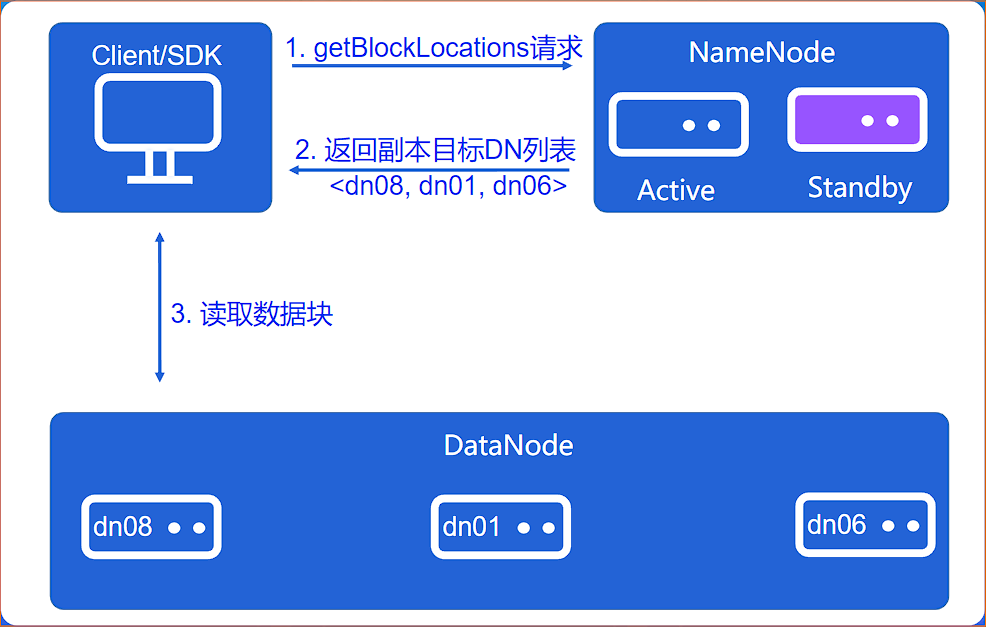 Client/SDK
1. getBlockLocations请求
NameNode
2. 返回副本目标DN列表
<dn08, dn01, dn06>
Active
Standby
3. 读取数据块
DataNode
dn08
dn01
dn06